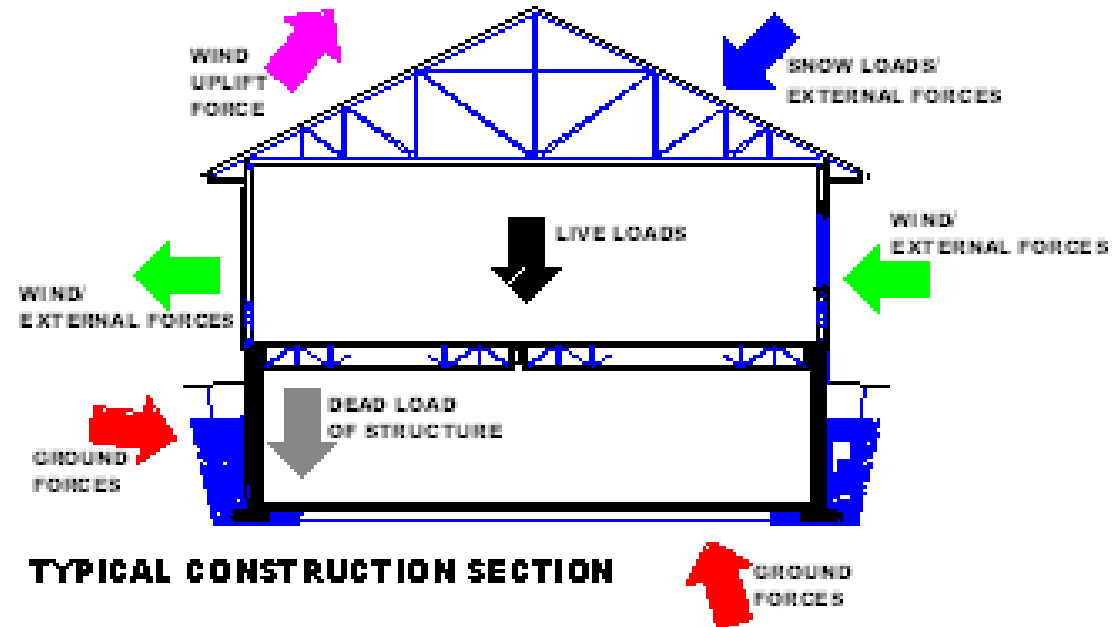 WIND
UPLIFT
FORCE
SNOW LOADS/
EXTERNAL FORCES
LIVE LOADS
WIND/
EXTERNAL FORCES
WIND/
EXTERNAL FORCES
DEAD LOAD
OF STRUCTURE
GROUND
FORCES
TYPICAL CONSTRUCTION SECTION
GROUND
FORCES